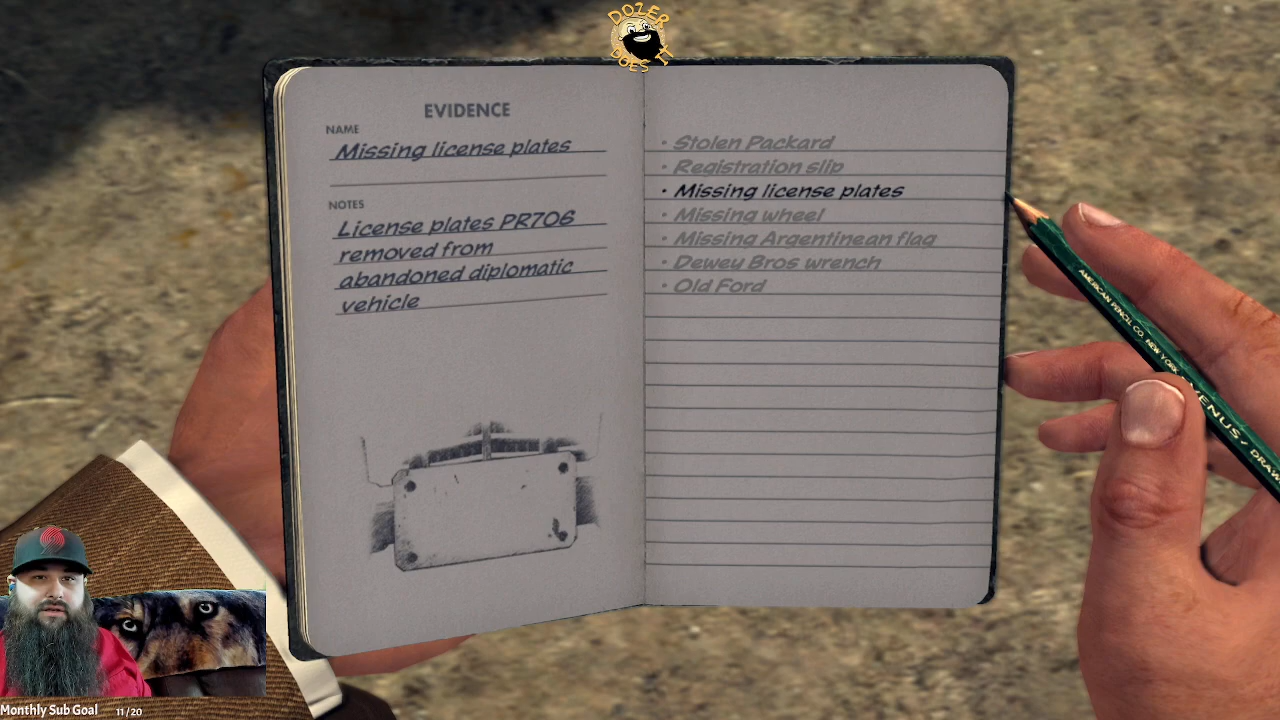 DOZER
DOES IT
EVIDENCE
NAME
Missing license plates
NOTES
License plates PR706
removed from
abandoned diplomatic
vehicle
• Stolen Packard
• Registration slip
• Missing license plates
• Missing wheel
• Missing Argentinean flag
• Dewey Bros wrench
• Old Ford
AMERICAN PENCIL CO. NEW YORK
VENUS
DRAW
Monthly Sub Goal 11/20